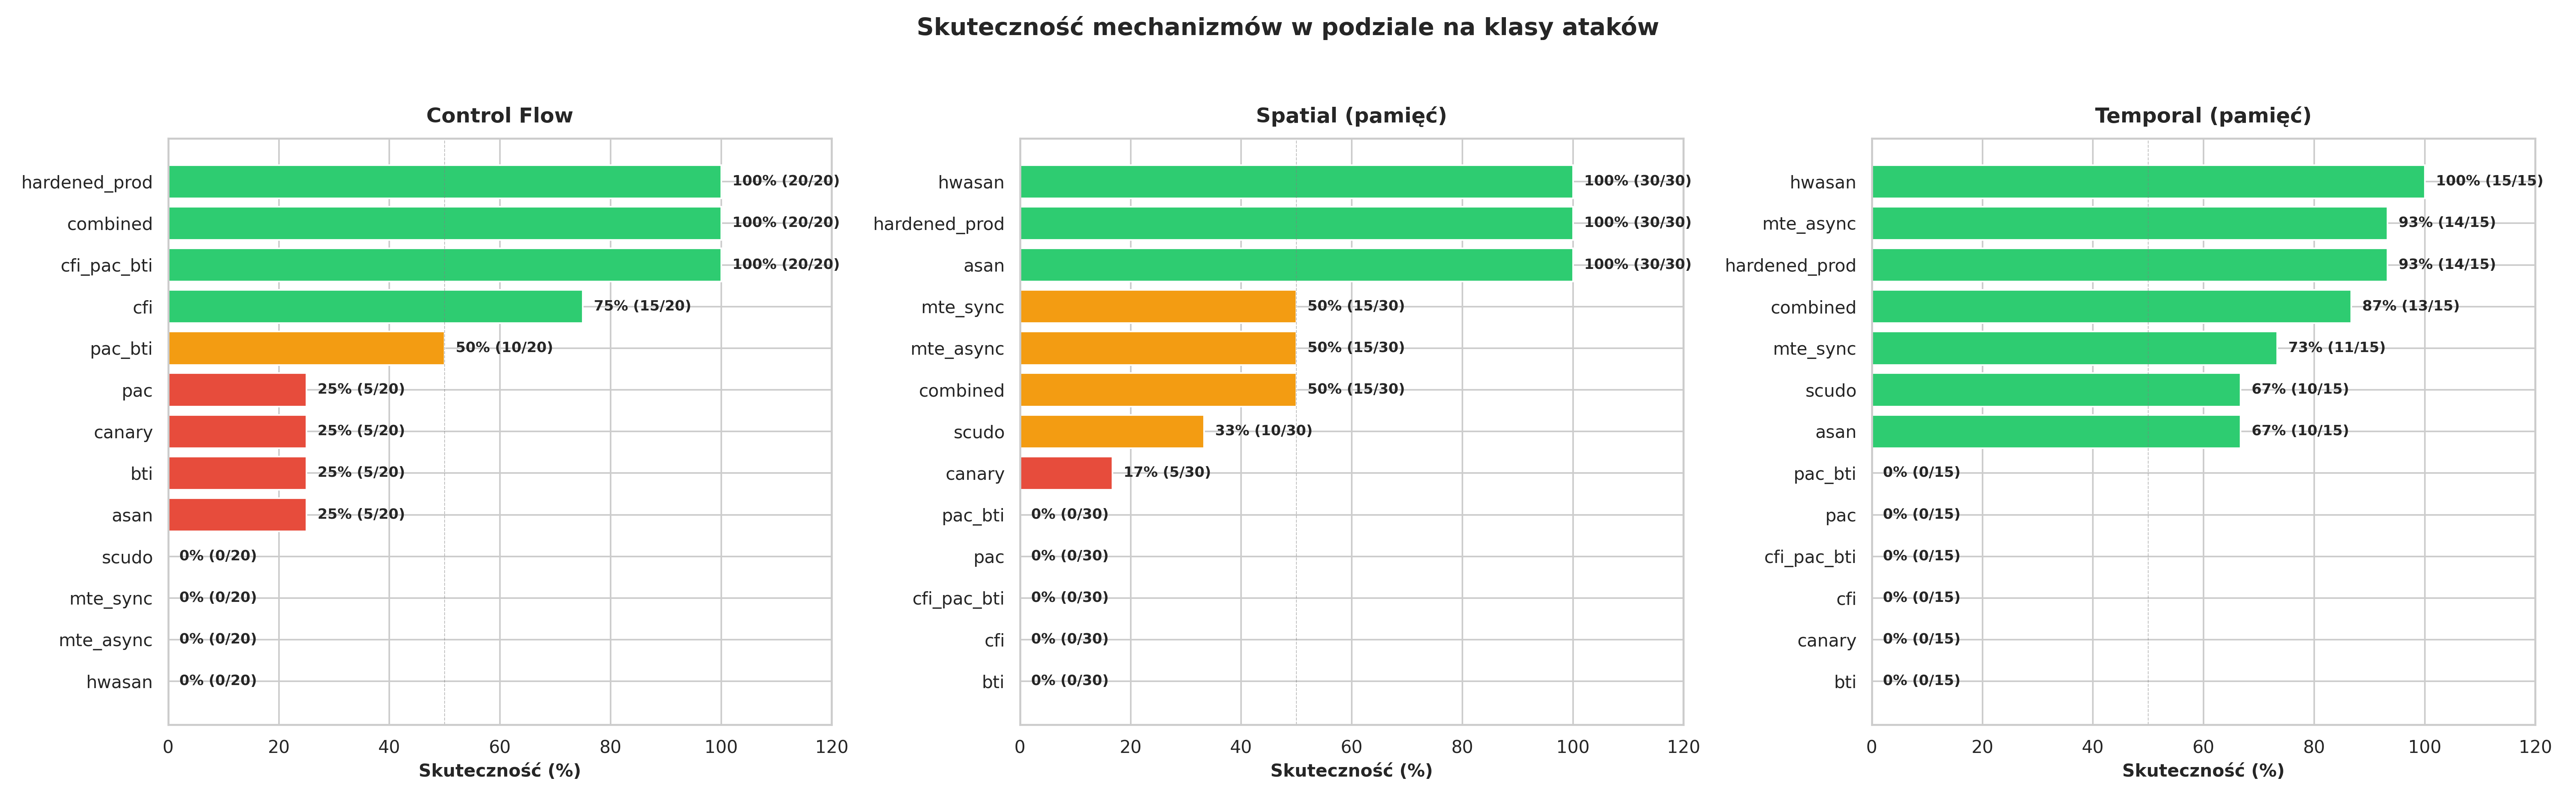 Skuteczność mechanizmów w podziale na klasy ataków
Control Flow
hardened_prod 100% (20/20)
combined 100% (20/20)
cfi_pac_bti 100% (20/20)
cfi 75% (15/20)
pac_bti 50% (10/20)
pac 25% (5/20)
canary 25% (5/20)
bti 25% (5/20)
asan 25% (5/20)
scudo 0% (0/20)
mte_sync 0% (0/20)
mte_async 0% (0/20)
hwasan 0% (0/20)
0 20 40 60 80 100 120
Skuteczność (%)
Spatial (pamięć)
hwasan 100% (30/30)
hardened_prod 100% (30/30)
asan 100% (30/30)
mte_sync 50% (15/30)
mte_async 50% (15/30)
combined 50% (15/30)
scudo 33% (10/30)
canary 17% (5/30)
pac_bti 0% (0/30)
pac 0% (0/30)
cfi_pac_bti 0% (0/30)
cfi 0% (0/30)
bti 0% (0/30)
0 20 40 60 80 100 120
Skuteczność (%)
Temporal (pamięć)
hwasan 100% (15/15)
mte_async 93% (14/15)
hardened_prod 93% (14/15)
combined 87% (13/15)
mte_sync 73% (11/15)
scudo 67% (10/15)
asan 67% (10/15)
pac_bti 0% (0/15)
pac 0% (0/15)
cfi_pac_bti 0% (0/15)
cfi 0% (0/15)
canary 0% (0/15)
bti 0% (0/15)
0 20 40 60 80 100 120
Skuteczność (%)